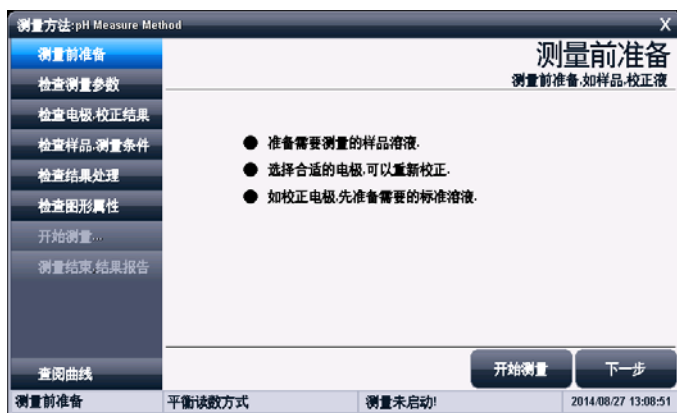 测量方法:pH Measure Method X
测量前准备
测量前准备.如样品.校正液
测量前准备
检查测量参数
检查电极.校正结果
检查样品.测量条件
检查结果处理
检查图形属性
开始测量...
测量结束.结果报告
查阅曲线
● 准备需要测量的样品溶液.
● 选择合适的电极.可以重新校正.
● 如校正电极.先准备需要的标准溶液.
开始测量 下一步
测量前准备 平衡读数方式 测量未启动! 2014/08/27 13:08:51